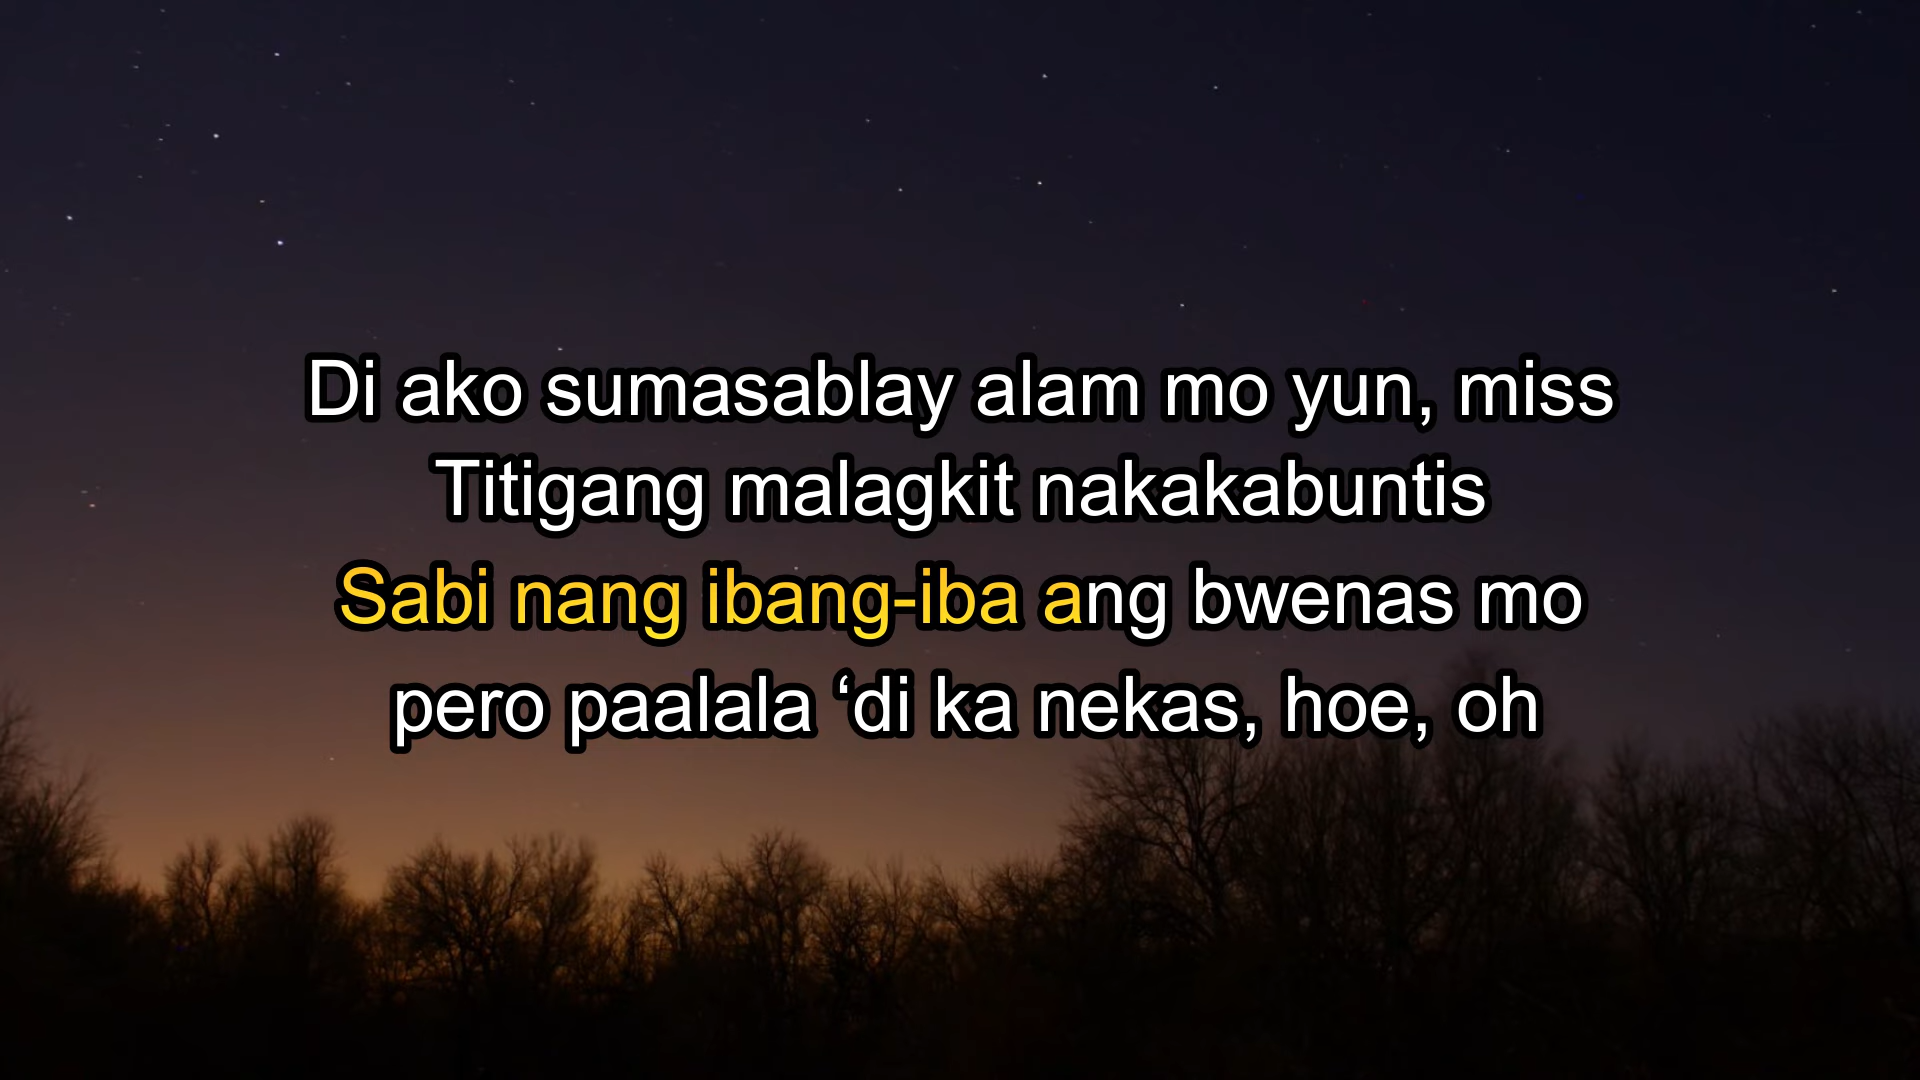 Di ako sumasablay alam mo yun, miss
Titigang malagkit nakakabuntis
Sabi nang ibang-iba ang bwenas mo
pero paalala ‘di ka nekas, hoe, oh